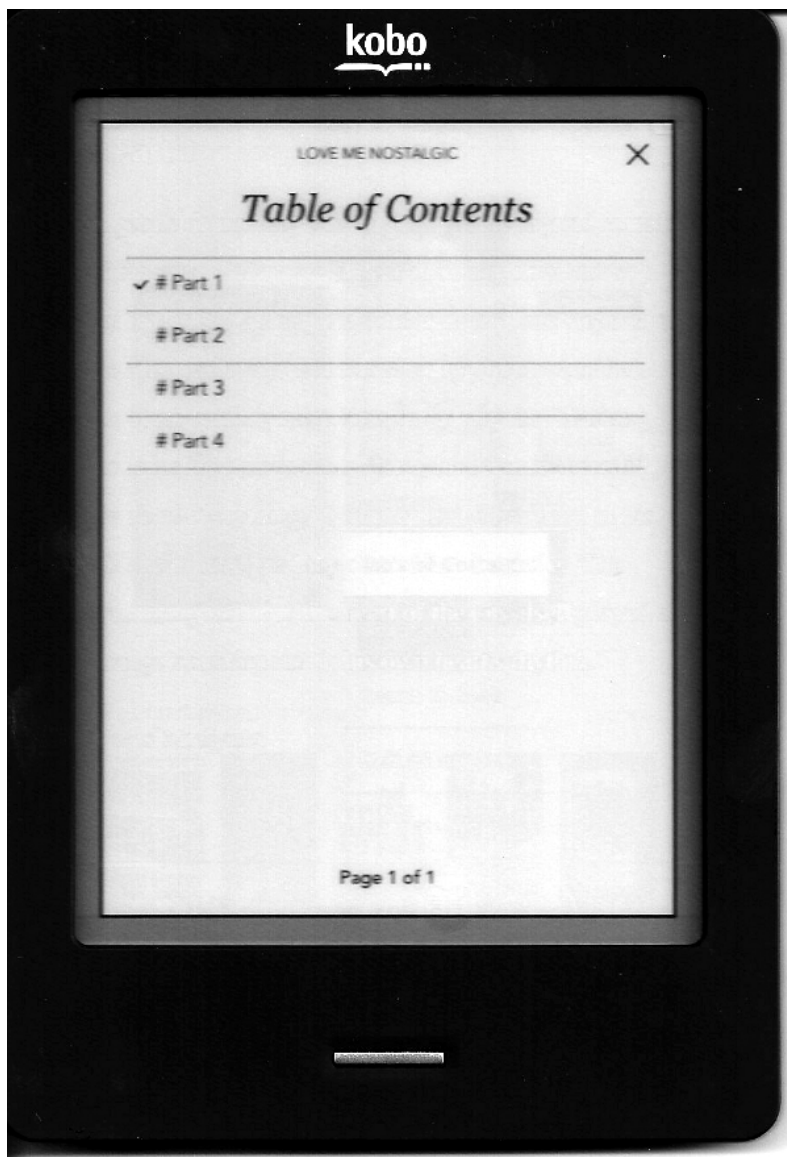 kobo
LOVE ME NOSTALGIC
Table of Contents
# Part 1
# Part 2
# Part 3
# Part 4
Page 1 of 1